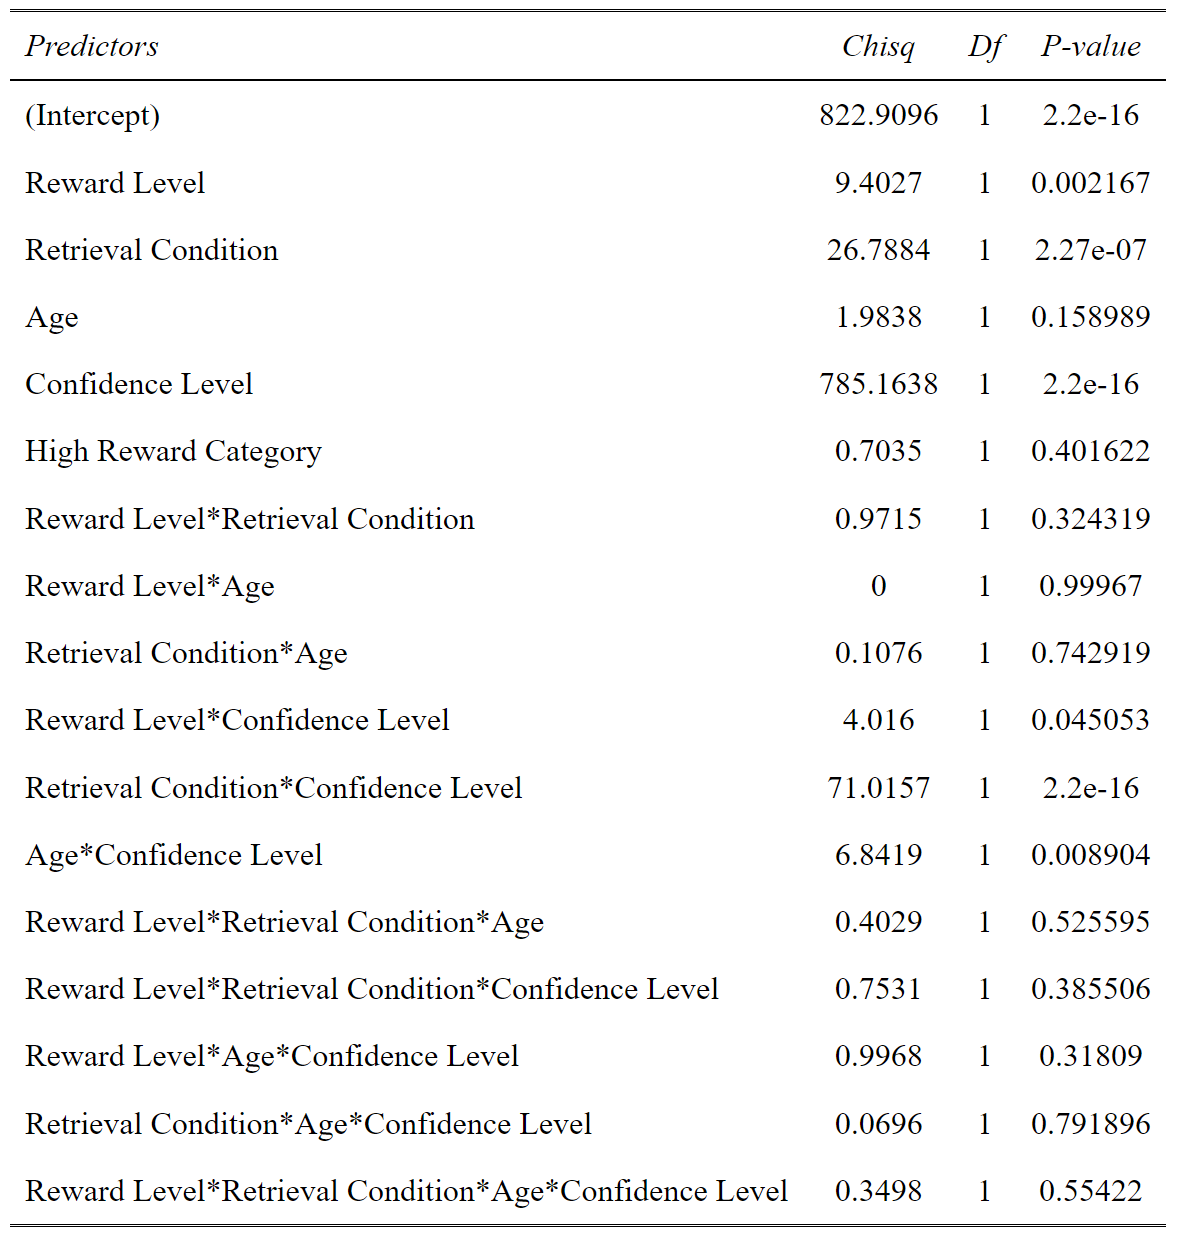 Predictors Chisq Df P-value
(Intercept) 822.9096 1 2.2e-16
Reward Level 9.4027 1 0.002167
Retrieval Condition 26.7884 1 2.27e-07
Age 1.9838 1 0.158989
Confidence Level 785.1638 1 2.2e-16
High Reward Category 0.7035 1 0.401622
Reward Level*Retrieval Condition 0.9715 1 0.324319
Reward Level*Age 0 1 0.99967
Retrieval Condition*Age 0.1076 1 0.742919
Reward Level*Confidence Level 4.016 1 0.045053
Retrieval Condition*Confidence Level 71.0157 1 2.2e-16
Age*Confidence Level 6.8419 1 0.008904
Reward Level*Retrieval Condition*Age 0.4029 1 0.525595
Reward Level*Retrieval Condition*Confidence Level 0.7531 1 0.385506
Reward Level*Age*Confidence Level 0.9968 1 0.31809
Retrieval Condition*Age*Confidence Level 0.0696 1 0.791896
Reward Level*Retrieval Condition*Age*Confidence Level 0.3498 1 0.55422